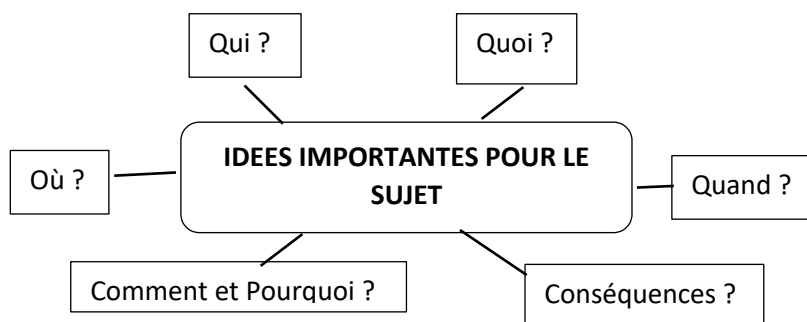 Qui ?
Quoi ?
IDEES IMPORTANTES POUR LE
SUJET
Où ?
Quand ?
Comment et Pourquoi ?
Conséquences ?